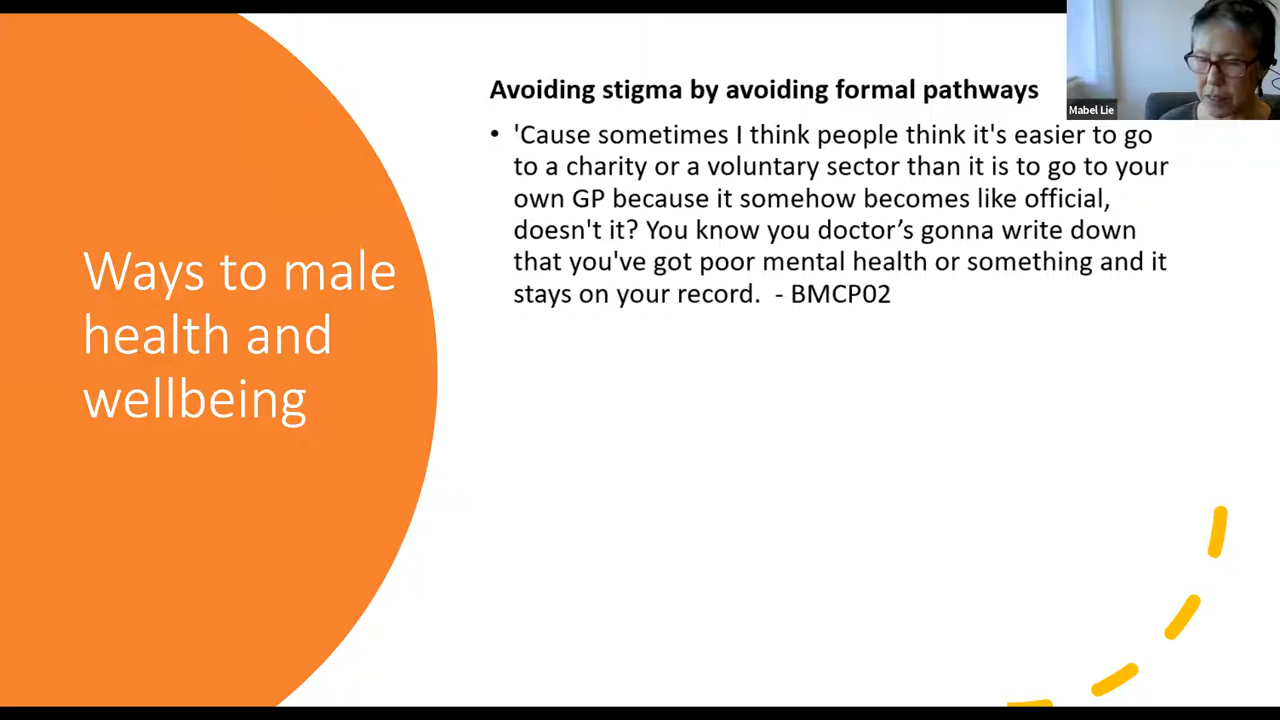 Ways to male
health and
wellbeing
Avoiding stigma by avoiding formal pathways
• 'Cause sometimes I think people think it's easier to go
to a charity or a voluntary sector than it is to go to your
own GP because it somehow becomes like official,
doesn't it? You know you doctor’s gonna write down
that you've got poor mental health or something and it
stays on your record.  - BMCP02
Mabel Lie